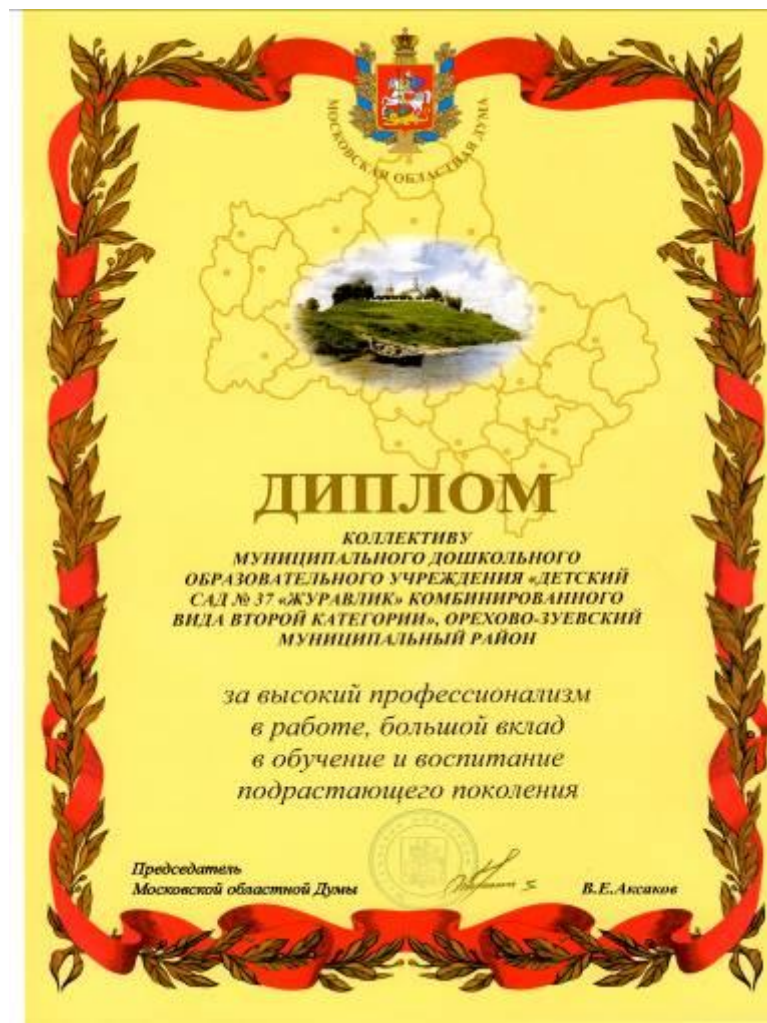 МОСКОВСКАЯ ОБЛАСТНАЯ ДУМА
ДИПЛОМ
КОЛЛЕКТИВУ
МУНИЦИПАЛЬНОГО ДОШКОЛЬНОГО
ОБРАЗОВАТЕЛЬНОГО УЧРЕЖДЕНИЯ «ДЕТСКИЙ
САД № 37 «ЖУРАВЛИК» КОМБИНИРОВАННОГО
ВИДА ВТОРОЙ КАТЕГОРИИ», ОРЕХОВО-ЗУЕВСКИЙ
МУНИЦИПАЛЬНЫЙ РАЙОН
за высокий профессионализм
в работе, большой вклад
в обучение и воспитание
подрастающего поколения
Председатель
Московской областной Думы
В.Е.Аксаков